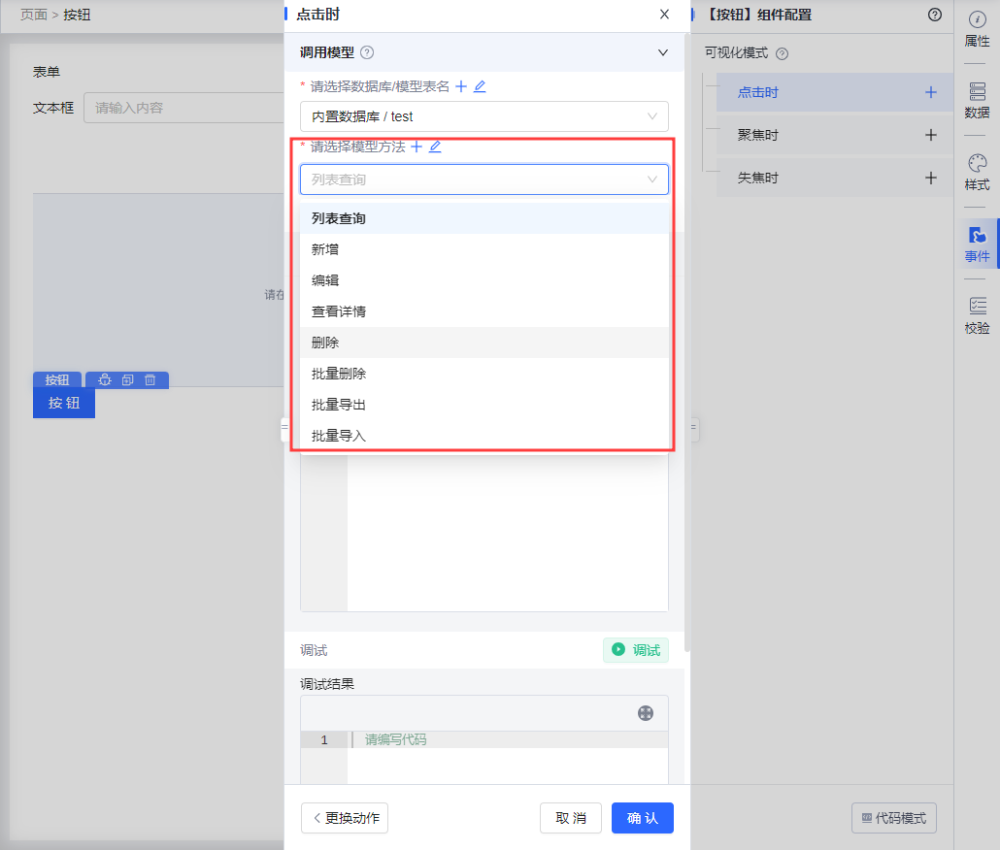 页面 > 按钮
表单
文本框 请输入内容
请在
按钮
按 钮
点击时
调用模型
* 请选择数据库/模型表名
内置数据库 / test
* 请选择模型方法
列表查询
列表查询
新增
编辑
查看详情
删除
批量删除
批量导出
批量导入
调试
调试
调试结果
1 请编写代码
更换动作
取 消
确 认
【按钮】组件配置
可视化模式
点击时
聚焦时
失焦时
代码模式
属性
数据
样式
事件
校验